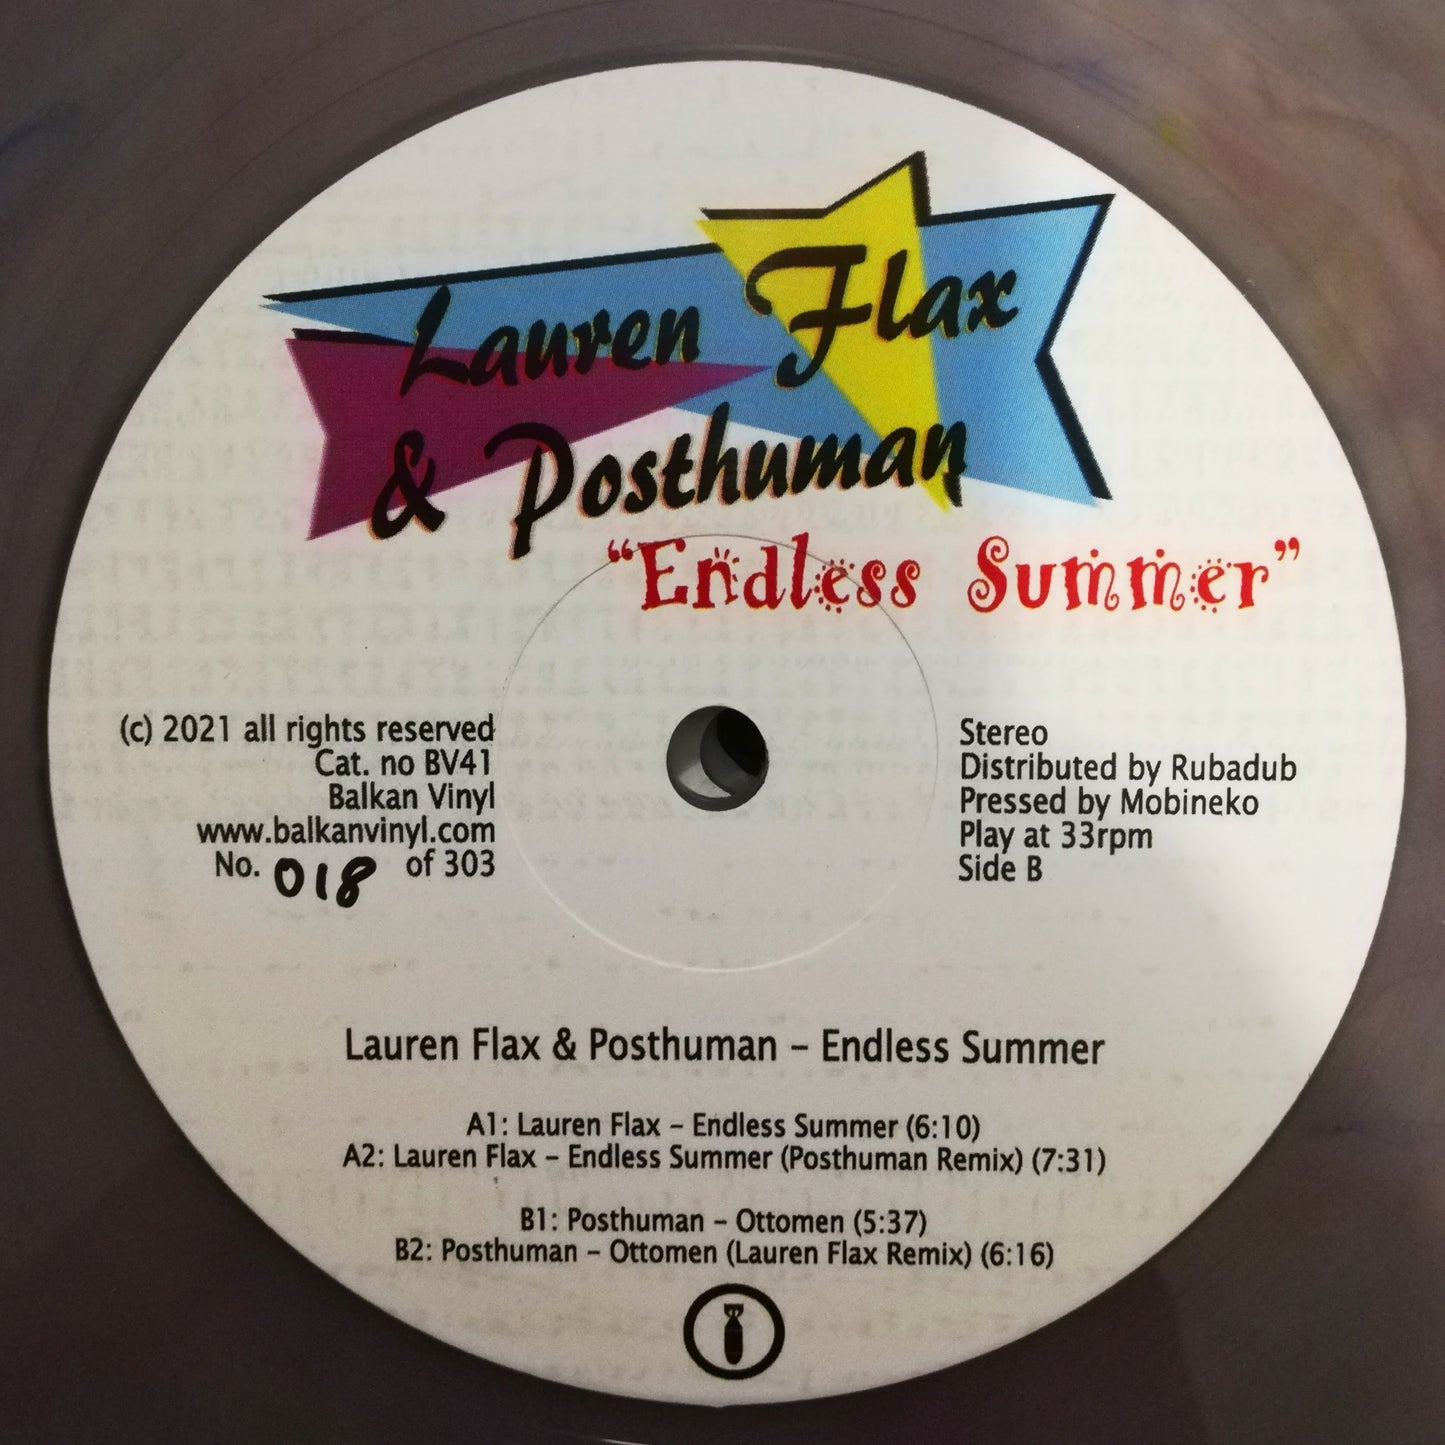 Lauren Flax
& Posthuman
“Endless Summer”
(c) 2021 all rights reserved
Cat. no BV41
Balkan Vinyl
www.balkanvinyl.com
No. 018 of 303
Stereo
Distributed by Rubadub
Pressed by Mobineko
Play at 33rpm
Side B
Lauren Flax & Posthuman – Endless Summer
A1: Lauren Flax – Endless Summer (6:10)
A2: Lauren Flax – Endless Summer (Posthuman Remix) (7:31)
B1: Posthuman – Ottomen (5:37)
B2: Posthuman – Ottomen (Lauren Flax Remix) (6:16)